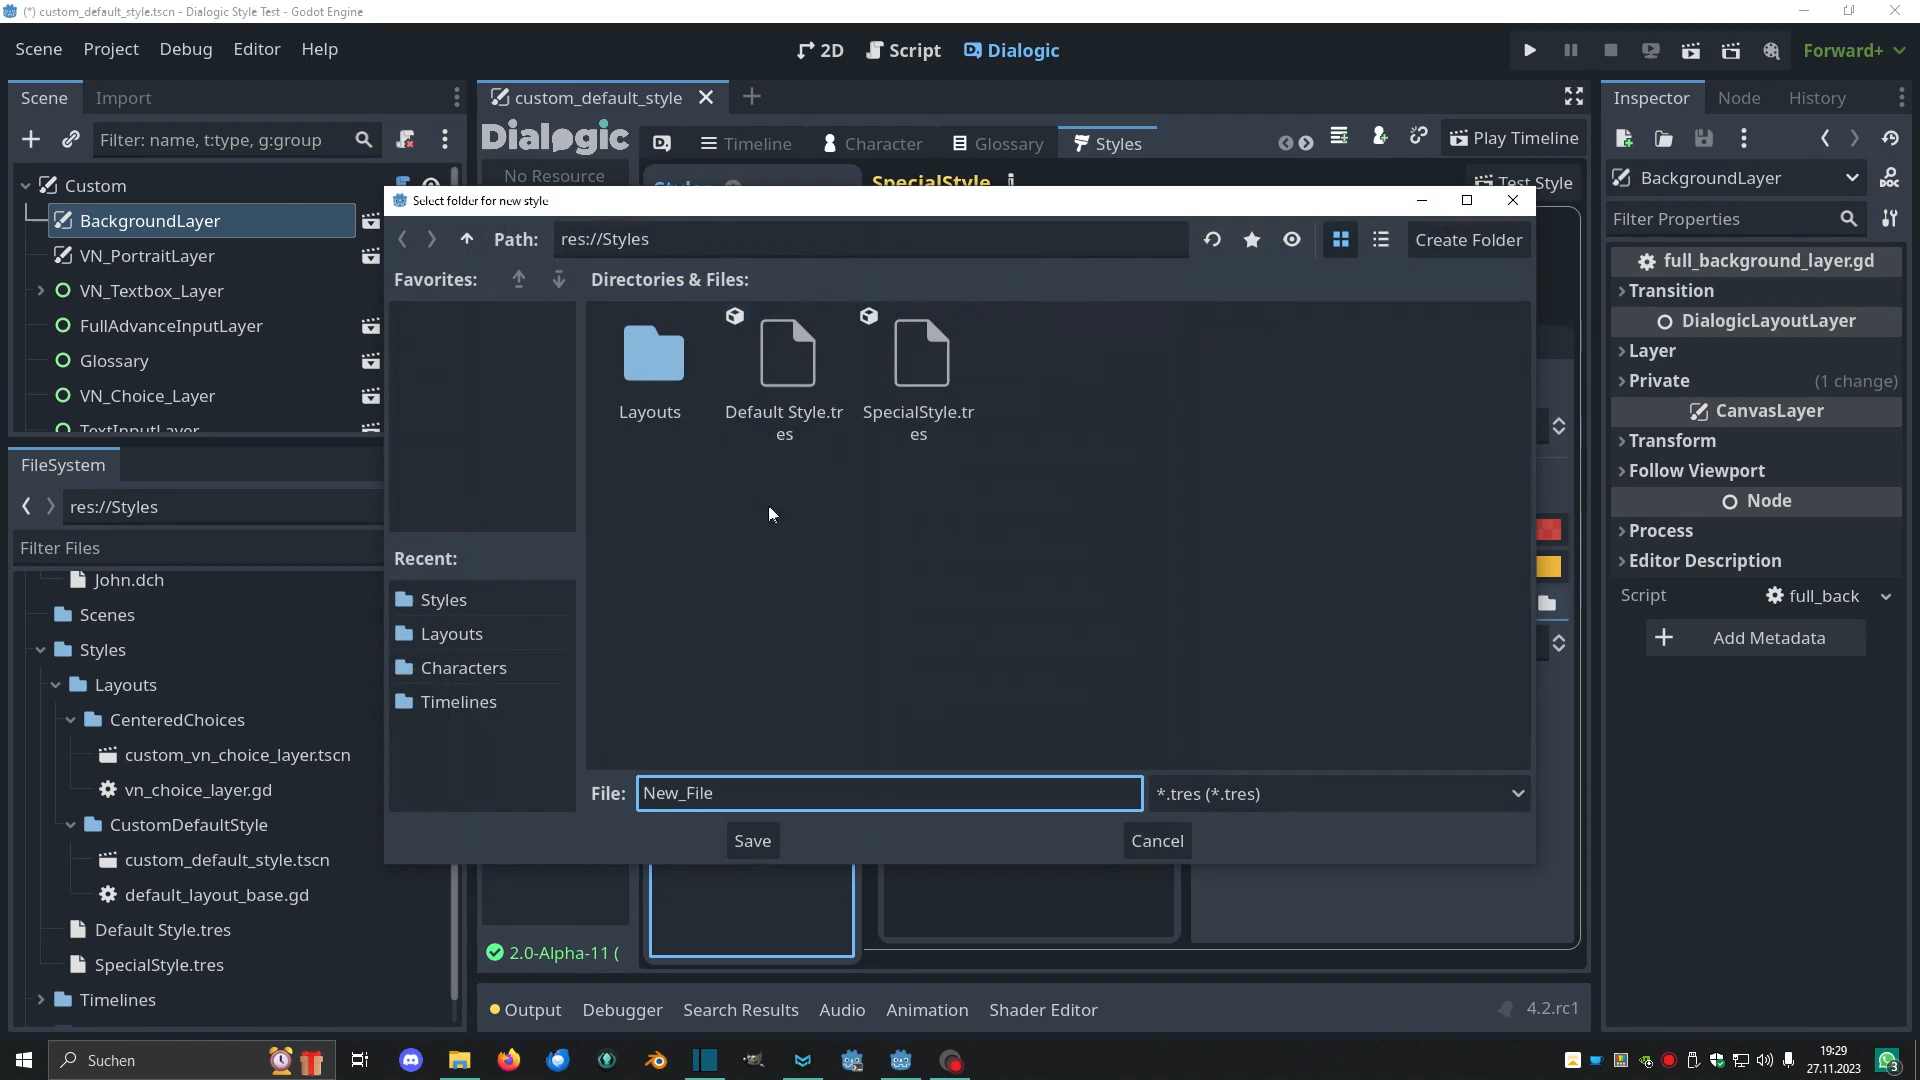 (*) custom_default_style.tscn - Dialogic Style Test - Godot Engine
Scene Project Debug Editor Help
2D Script Dialogic
Forward+
Scene Import
custom_default_style
Inspector Node History
Filter: name, t:type, g:group
Dialogic
Timeline Character Glossary Styles
Play Timeline
No Resource
SpecialStyle
Test Style
Custom
BackgroundLayer
VN_PortraitLayer
VN_Textbox_Layer
FullAdvanceInputLayer
Glossary
VN_Choice_Layer
TextInputLayer
Select folder for new style
Path: res://Styles
Create Folder
Favorites:
Directories & Files:
Layouts
Default Style.tr
es
SpecialStyle.tr
es
Recent:
Styles
Layouts
Characters
Timelines
File: New_File
*.tres (*.tres)
Save Cancel
FileSystem
res://Styles
Filter Files
John.dch
Scenes
Styles
Layouts
CenteredChoices
custom_vn_choice_layer.tscn
vn_choice_layer.gd
CustomDefaultStyle
custom_default_style.tscn
default_layout_base.gd
Default Style.tres
SpecialStyle.tres
Timelines
2.0-Alpha-11 (
Output Debugger Search Results Audio Animation Shader Editor
4.2.rc1
BackgroundLayer
Filter Properties
full_background_layer.gd
Transition
DialogicLayoutLayer
Layer
Private (1 change)
CanvasLayer
Transform
Follow Viewport
Node
Process
Editor Description
Script full_back
Add Metadata
Suchen
19:29
27.11.2023
3